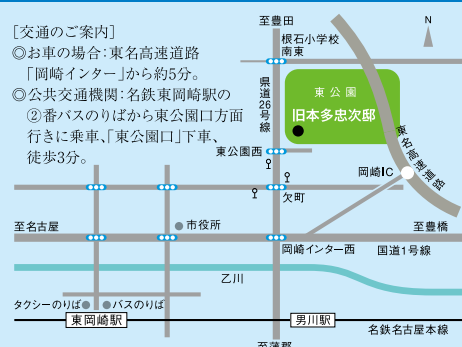 [交通のご案内]
◎お車の場合：東名高速道路
「岡崎インター」から約5分。
◎公共交通機関：名鉄東岡崎駅の
②番バスのりばから東公園口方面
行きに乗車、「東公園口」下車、
徒歩3分。
至豊田
N
根石小学校
南東
県道26号線
東公園
旧本多忠次邸
東名高速道路
東公園西
岡崎IC
欠町
至名古屋
市役所
至豊橋
岡崎インター西
国道1号線
乙川
タクシーのりば
バスのりば
東岡崎駅
男川駅
名鉄名古屋本線
至蒲郡